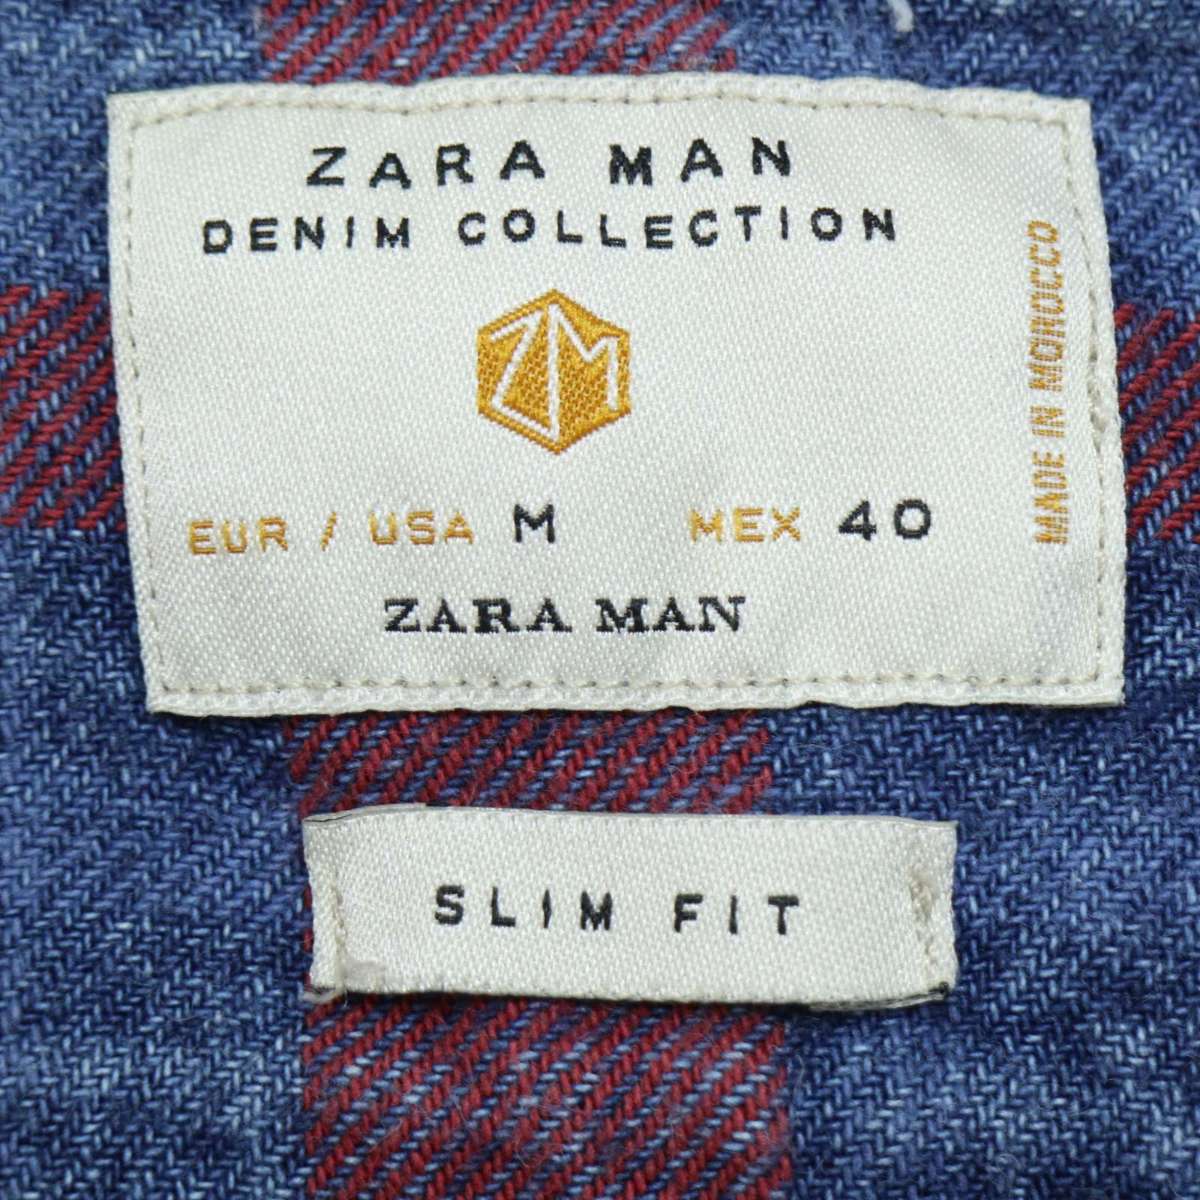 ZARA MAN
DENIM COLLECTION
ZM
MADE IN MOROCCO
EUR / USA M MEX 40
ZARA MAN
SLIM FIT